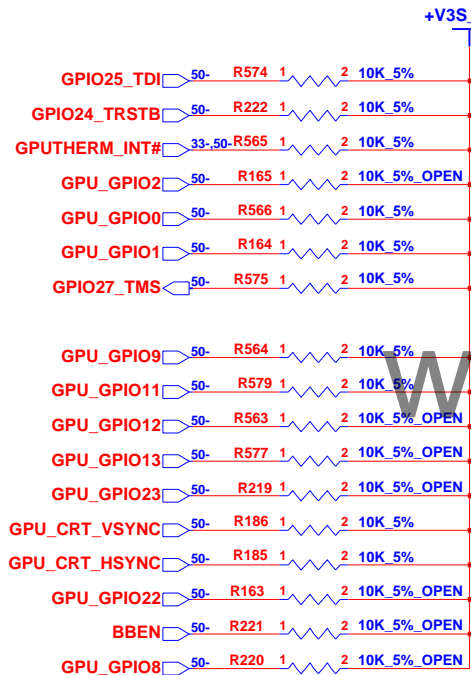 +V3S_
GPIO25_TDI 50- R574 1 2 10K_5%
GPIO24_TRSTB 50- R222 1 2 10K_5%
GPUTHERM_INT# 33-,50- R565 1 2 10K_5%
GPU_GPIO2 50- R165 1 2 10K_5%_OPEN
GPU_GPIO0 50- R566 1 2 10K_5%
GPU_GPIO1 50- R164 1 2 10K_5%
GPIO27_TMS 50- R575 1 2 10K_5%
GPU_GPIO9 50- R564 1 2 10K_5%
W
GPU_GPIO11 50- R579 1 2 10K_5%
GPU_GPIO12 50- R563 1 2 10K_5%_OPEN
GPU_GPIO13 50- R577 1 2 10K_5%_OPEN
GPU_GPIO23 50- R219 1 2 10K_5%_OPEN
GPU_CRT_VSYNC 50- R186 1 2 10K_5%
GPU_CRT_HSYNC 50- R185 1 2 10K_5%
GPU_GPIO22 50- R163 1 2 10K_5%_OPEN
BBEN 50- R221 1 2 10K_5%_OPEN
GPU_GPIO8 50- R220 1 2 10K_5%_OPEN